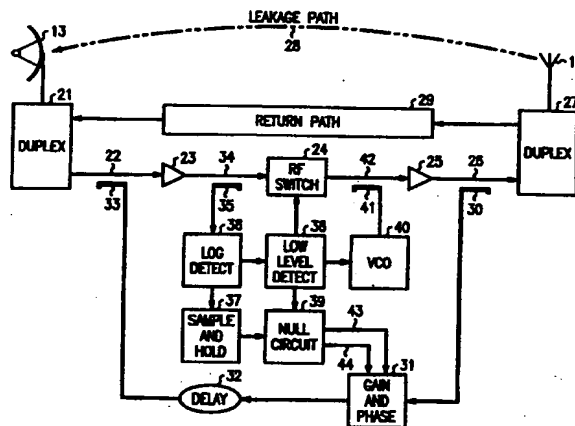 LEAKAGE PATH
28
13
1
21
DUPLEX
29
RETURN PATH
27
DUPLEX
22
33
23
34
35
24
RF
SWITCH
42
41
25
26
30
38
LOG
DETECT
38
LOW
LEVEL
DETECT
40
VCO
37
SAMPLE
AND
HOLD
39
NULL
CIRCUIT
43
44
31
GAIN
AND
PHASE
32
DELAY